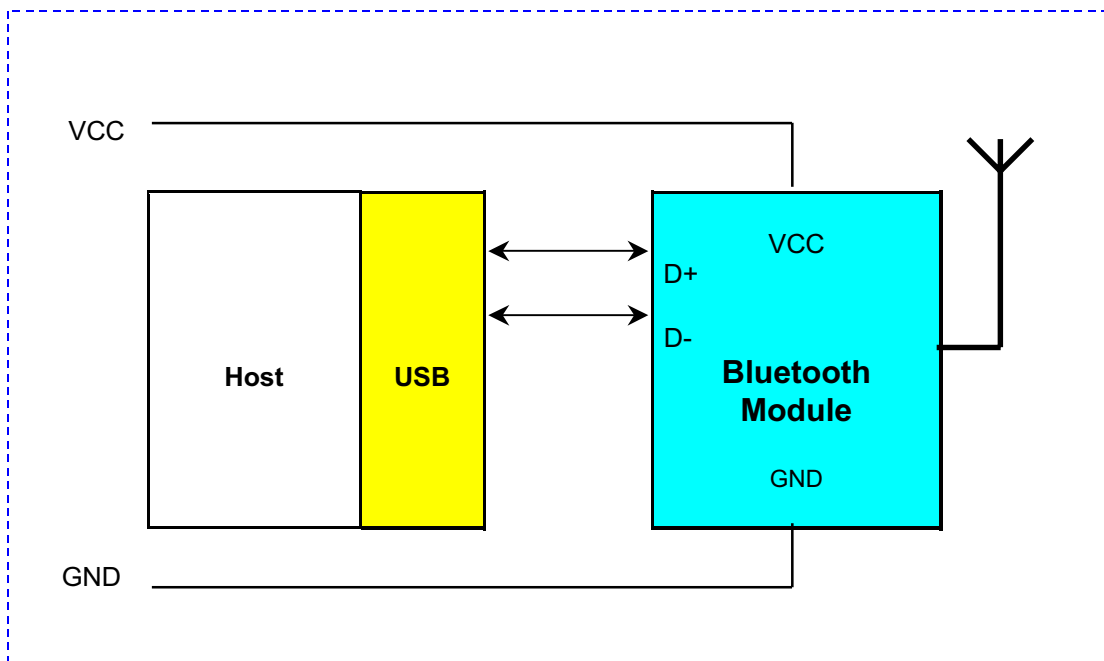 VCC
VCC
D+
D-
Host
USB
Bluetooth
Module
GND
GND